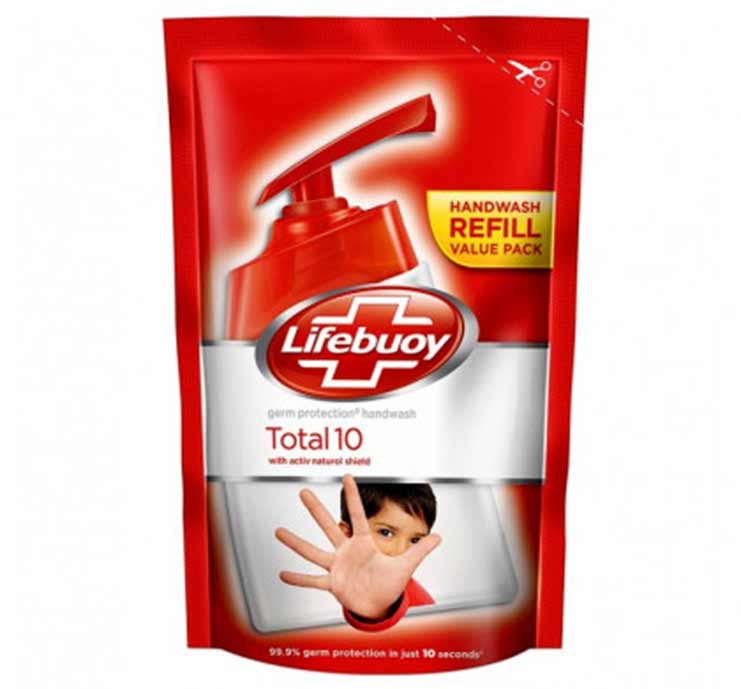 HANDWASH
REFILL
VALUE PACK
Lifebuoy
germ protection° handwash
Total 10
with activ naturol shield
99.9% germ protection in just 10 seconds*